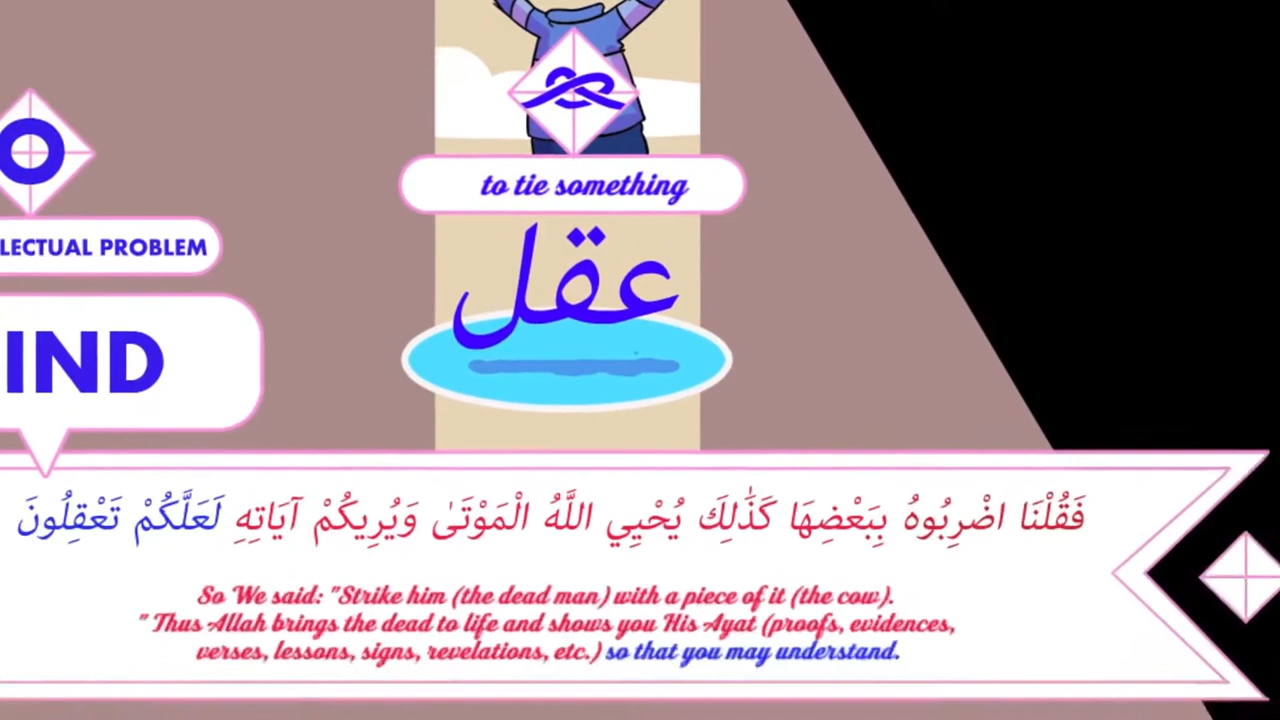 to tie something
عقل
LECTUAL PROBLEM
IND
فَقُلْنَا اضْرِبُوهُ بِبَعْضِهَا كَذَٰلِكَ يُحْيِي اللَّهُ الْمَوْتَىٰ وَيُرِيكُمْ آيَاتِهِ لَعَلَّكُمْ تَعْقِلُونَ
So We said: "Strike him (the dead man) with a piece of it (the cow).
" Thus Allah brings the dead to life and shows you His Ayat (proofs, evidences,
verses, lessons, signs, revelations, etc.) so that you may understand.